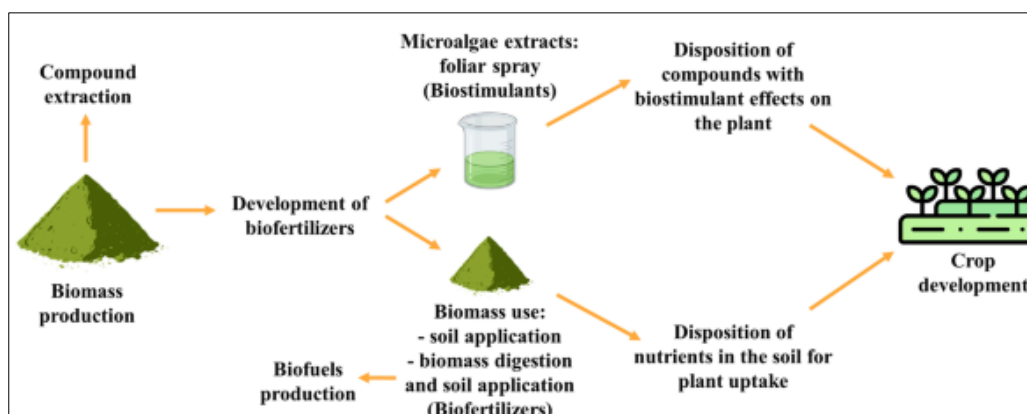 Compound
extraction
Biomass
production
Development of
biofertilizers
Microalgae extracts:
foliar spray
(Biostimulants)
Biomass use:
- soil application
- biomass digestion
and soil application
(Biofertilizers)
Biofuels
production
Disposition of
compounds with
biostimulant effects on
the plant
Disposition of
nutrients in the soil for
plant uptake
Crop
development